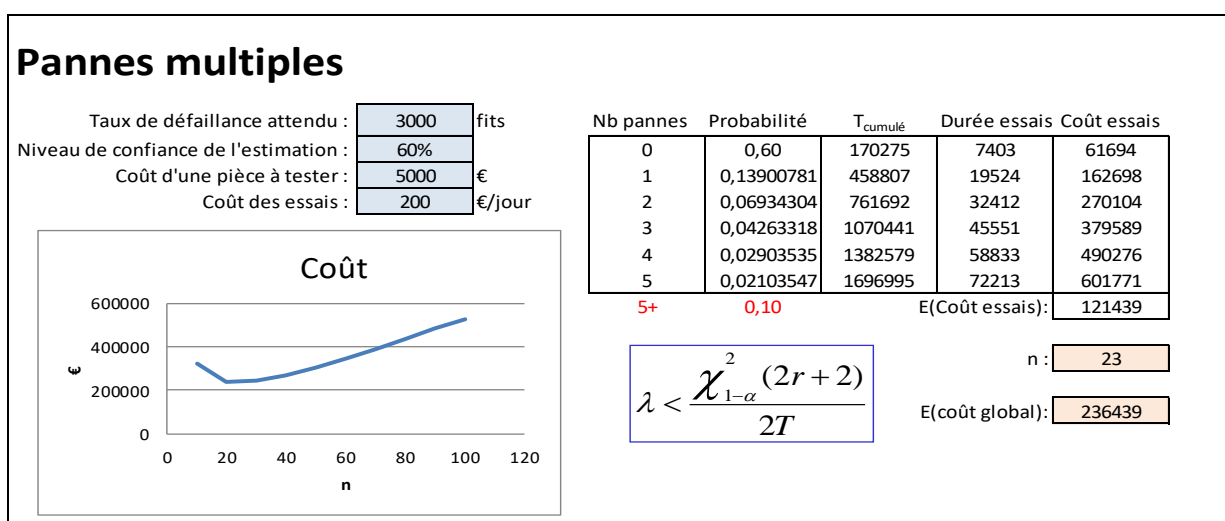 Pannes multiples
Taux de défaillance attendu : 3000 fits
Niveau de confiance de l'estimation : 60%
Coût d'une pièce à tester : 5000 €
Coût des essais : 200 €/jour
Nb pannes Probabilité T_cumulé Durée essais Coût essais
0 0,60 170275 7403 61694
1 0,13900781 458807 19524 162698
2 0,06934304 761692 32412 270104
3 0,04263318 1070441 45551 379589
4 0,02903535 1382579 58833 490276
5 0,02103547 1696995 72213 601771
5+ 0,10 E(Coût essais): 121439
Coût
600000
400000
200000
0
€
0 20 40 60 80 100 120
n
λ < χ²_{1−α}(2r + 2) / 2T
n : 23
E(coût global): 236439